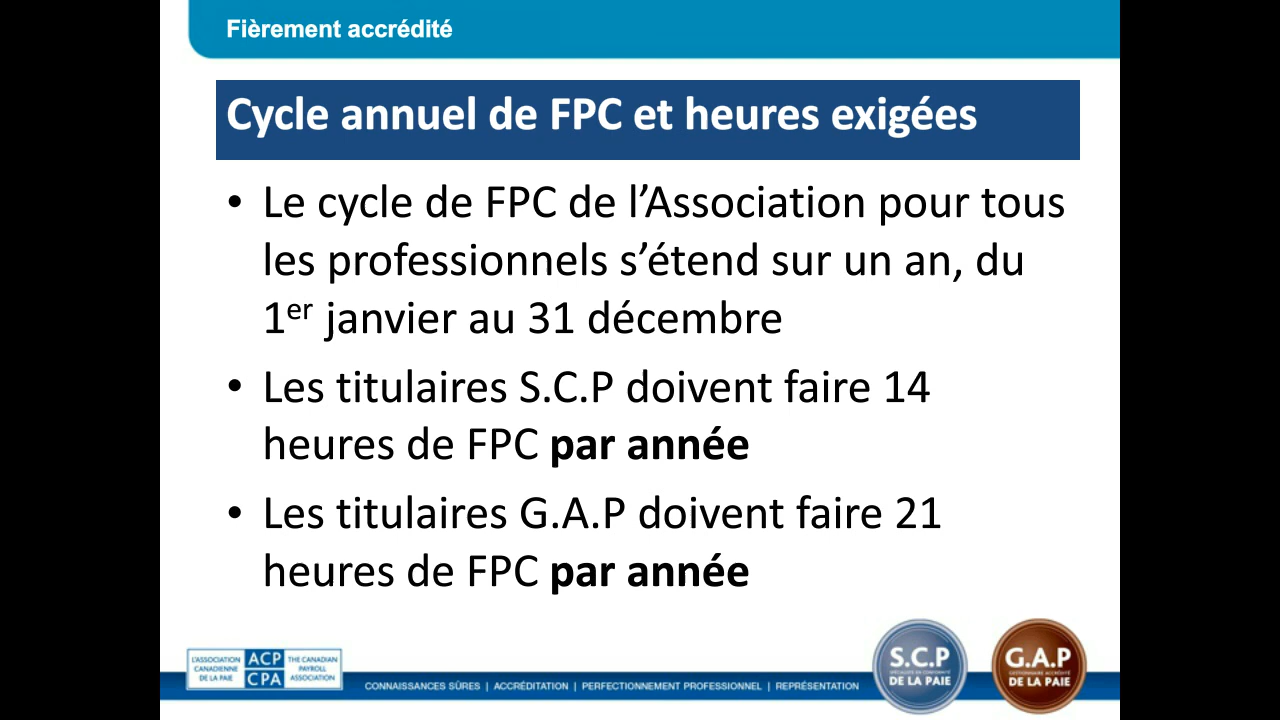 Fièrement accrédité
Cycle annuel de FPC et heures exigées
• Le cycle de FPC de l’Association pour tous
les professionnels s’étend sur un an, du
1er janvier au 31 décembre
• Les titulaires S.C.P doivent faire 14
heures de FPC par année
• Les titulaires G.A.P doivent faire 21
heures de FPC par année
L'ASSOCIATION
CANADIENNE
DE LA PAIE
ACP
CPA
THE CANADIAN
PAYROLL
ASSOCIATION
CONNAISSANCES SÛRES | ACCRÉDITATION | PERFECTIONNEMENT PROFESSIONNEL | REPRÉSENTATION
S.C.P
SPÉCIALISTE EN CONFORMITÉ
DE LA PAIE
G.A.P
GESTIONNAIRE ACCRÉDITÉ
DE LA PAIE